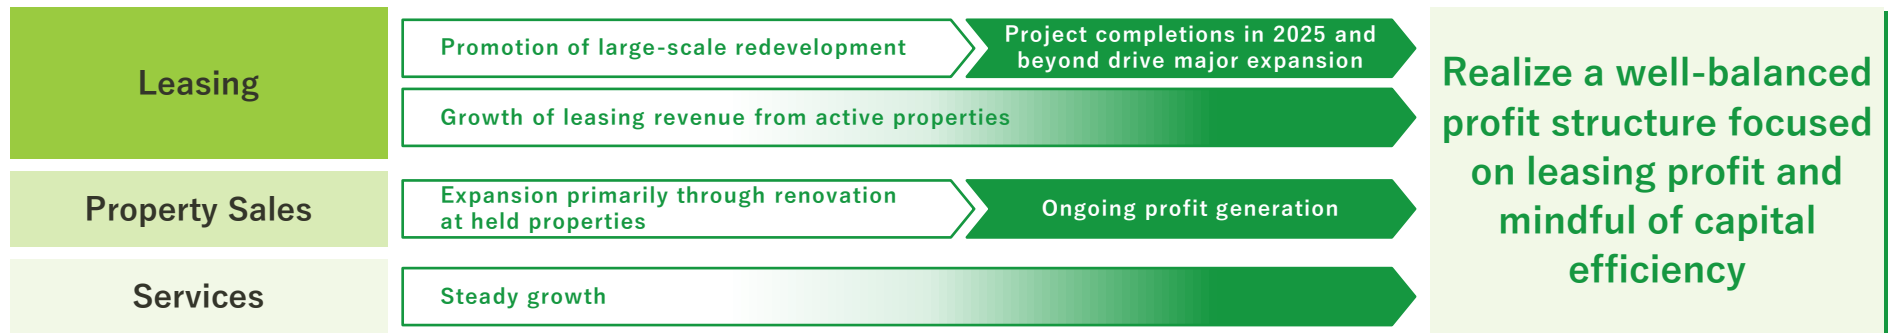 Leasing
Promotion of large-scale redevelopment
Project completions in 2025 and
beyond drive major expansion
Growth of leasing revenue from active properties
Property Sales
Expansion primarily through renovation
at held properties
Ongoing profit generation
Services
Steady growth
Realize a well-balanced
profit structure focused
on leasing profit and
mindful of capital
efficiency